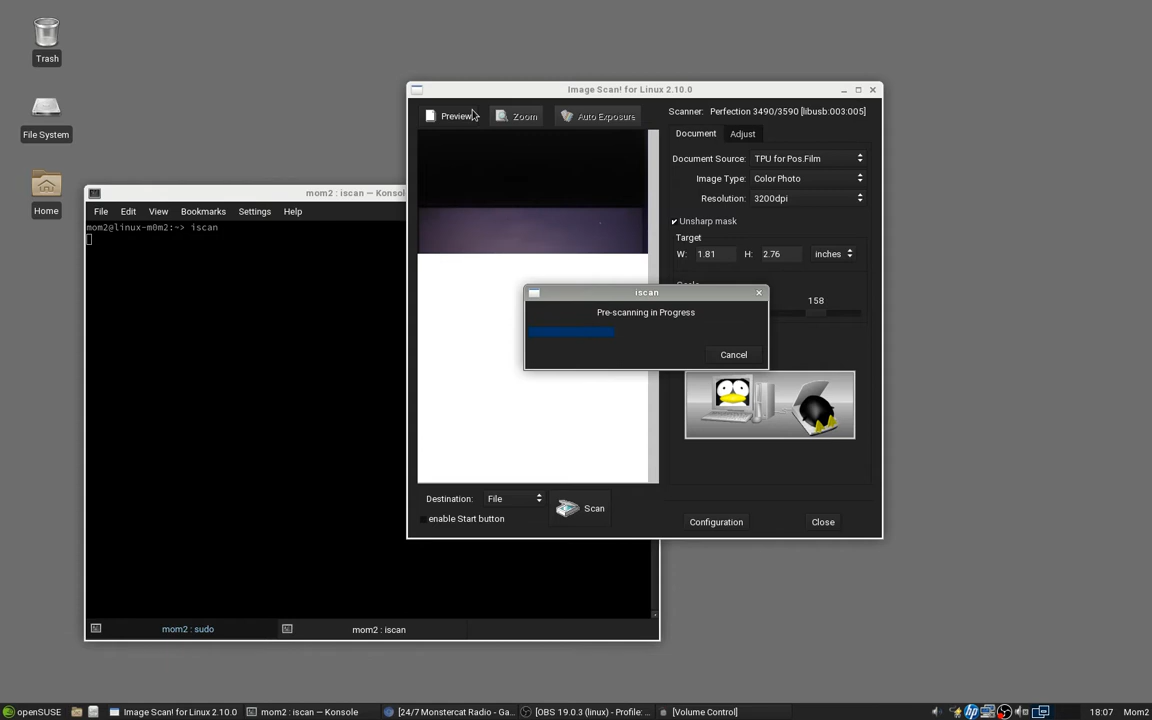 Trash
File System
Home
mom2 : iscan — Konsol
File Edit View Bookmarks Settings Help
mom2@linux-m0m2:~> iscan
mom2 : sudo
mom2 : iscan
Image Scan! for Linux 2.10.0
Preview
Zoom
Auto Exposure
Scanner: Perfection 3490/3590 [libusb:003:005]
Document Adjust
Document Source: TPU for Pos.Film
Image Type: Color Photo
Resolution: 3200dpi
Unsharp mask
Target
W: 1.81 H: 2.76 inches
158
iscan
Pre-scanning in Progress
Cancel
Destination: File
Scan
enable Start button
Configuration
Close
openSUSE
Image Scan! for Linux 2.10.0
mom2 : iscan — Konsole
[24/7 Monstercat Radio - Ga...
[OBS 19.0.3 (linux) - Profile: ...
[Volume Control]
18:07
Mom2